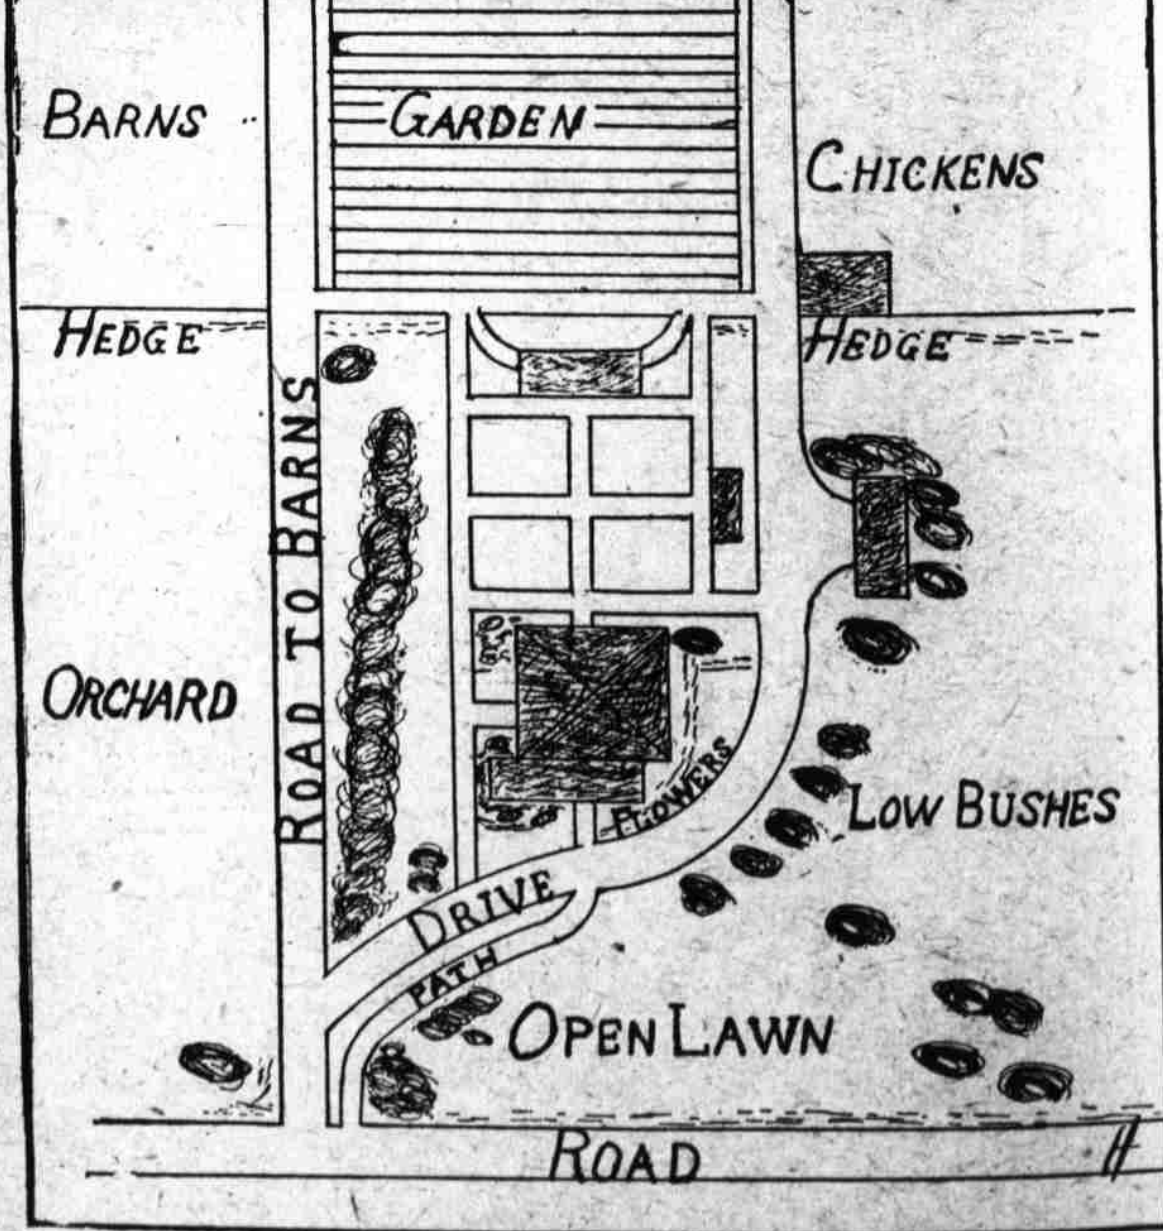 BARNS
GARDEN
CHICKENS
HEDGE
HEDGE
ROAD TO BARNS
ORCHARD
FLOWERS
LOW BUSHES
DRIVE
PATH
OPEN LAWN
ROAD
H